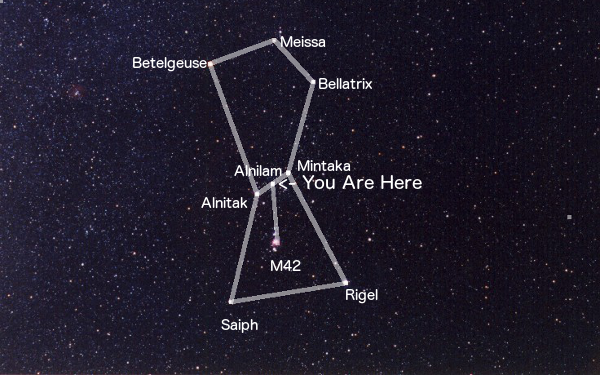 Meissa
Betelgeuse
Bellatrix
Alnilam
Mintaka
<- You Are Here
Alnitak
M42
Rigel
Saiph